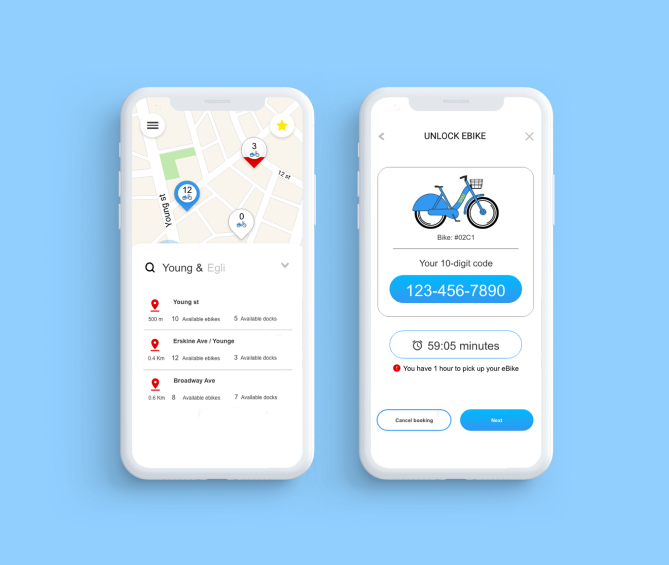 3
12 st
12
Young st
0
Young & Egli
Young st
500 m 10 Available ebikes 5 Available docks
Erskine Ave / Younge
0.4 Km 12 Available ebikes 3 Available docks
Broadway Ave
0.6 Km 8 Available ebikes 7 Available docks
UNLOCK EBIKE
Bike: #02C1
Your 10-digit code
123-456-7890
59:05 minutes
You have 1 hour to pick up your eBike
Cancel booking Next